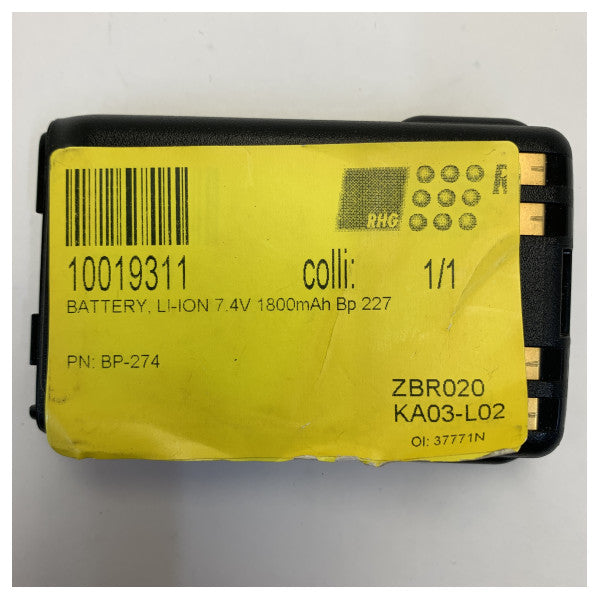 RHG
R
10019311 colli: 1/1
BATTERY, LI-ION 7.4V 1800mAh Bp 227
PN: BP-274
ZBR020
KA03-L02
OI: 37771N